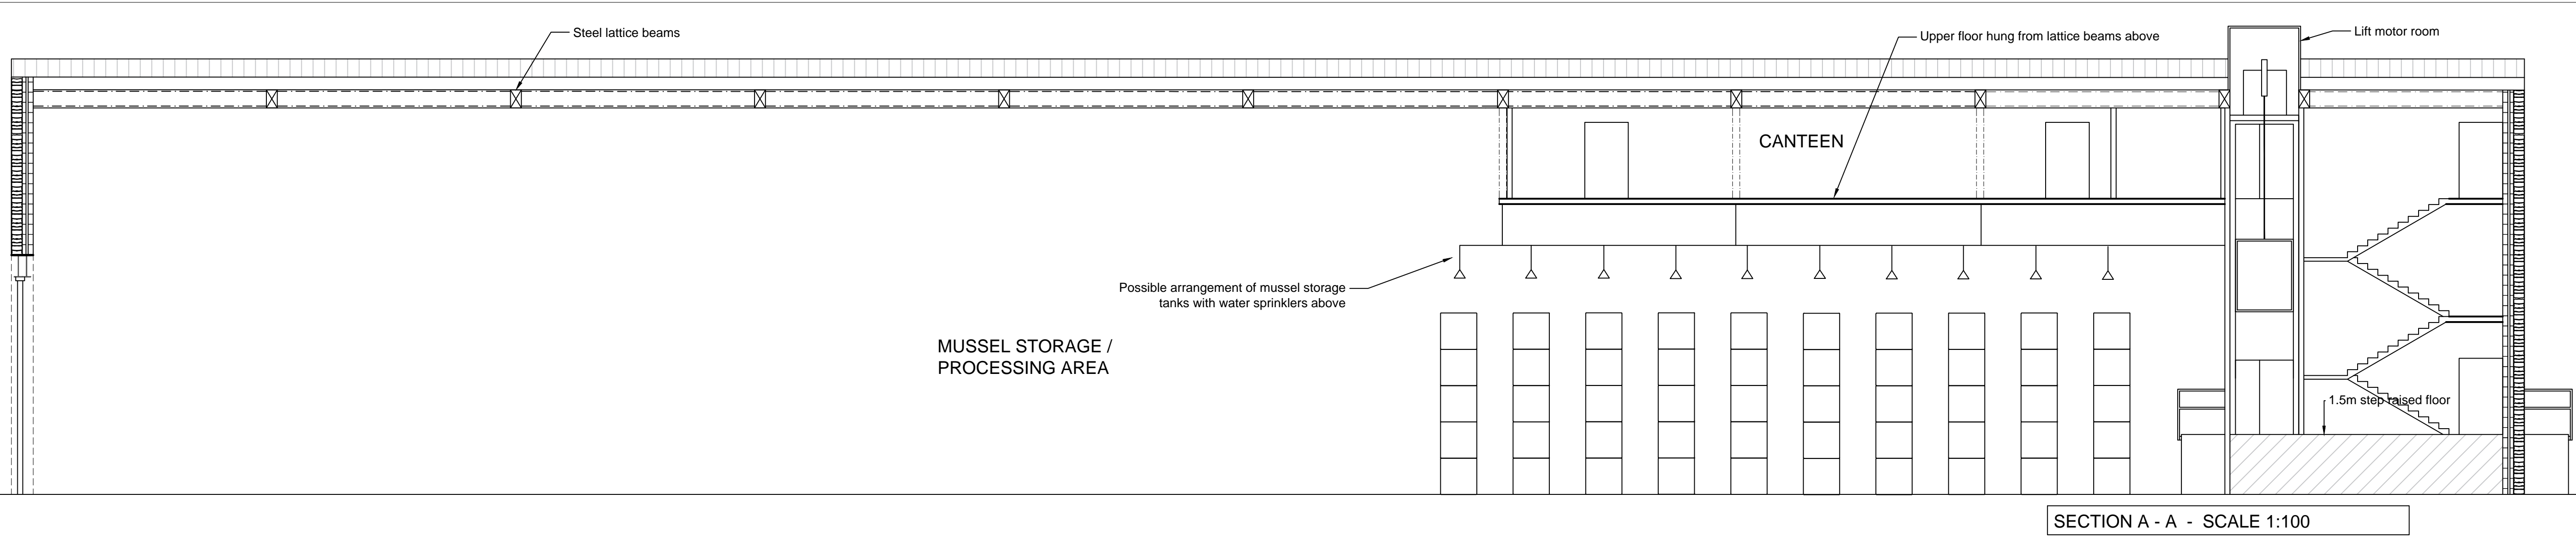 Steel lattice beams
Upper floor hung from lattice beams above
Lift motor room
CANTEEN
Possible arrangement of mussel storage
tanks with water sprinklers above
MUSSEL STORAGE /
PROCESSING AREA
1.5m step raised floor
SECTION A - A - SCALE 1:100